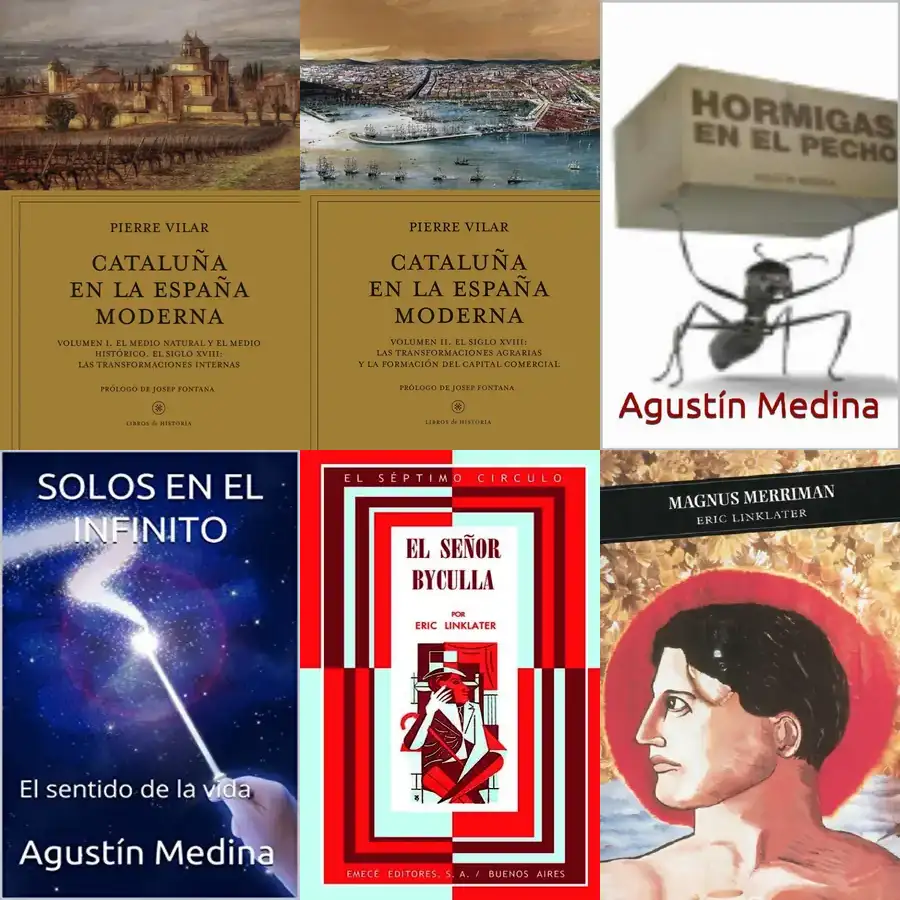 PIERRE VILAR
CATALUÑA
EN LA ESPAÑA
MODERNA
VOLUMEN I. EL MEDIO NATURAL Y EL MEDIO
HISTÓRICO. EL SIGLO XVIII:
LAS TRANSFORMACIONES INTERNAS
PRÓLOGO DE JOSEP FONTANA
LIBROS de HISTORIA
PIERRE VILAR
CATALUÑA
EN LA ESPAÑA
MODERNA
VOLUMEN II. EL SIGLO XVIII:
LAS TRANSFORMACIONES AGRARIAS
Y LA FORMACIÓN DEL CAPITAL COMERCIAL
PRÓLOGO DE JOSEP FONTANA
LIBROS de HISTORIA
HORMIGAS
EN EL PECHO
AGUSTÍN MEDINA
Agustín Medina
SOLOS EN EL
INFINITO
El sentido de la vida
Agustín Medina
EL SÉPTIMO CIRCULO
EL SEÑOR
BYCULLA
POR
ERIC LINKLATER
EMECÉ EDITORES, S. A. / BUENOS AIRES
MAGNUS MERRIMAN
ERIC LINKLATER